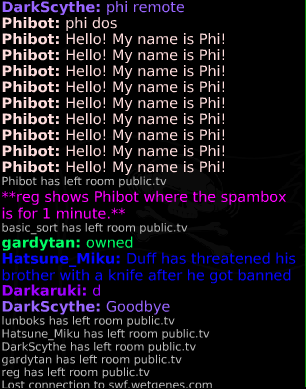 DarkScythe: phi remote
Phibot: phi dos
Phibot: Hello! My name is Phi!
Phibot: Hello! My name is Phi!
Phibot: Hello! My name is Phi!
Phibot: Hello! My name is Phi!
Phibot: Hello! My name is Phi!
Phibot: Hello! My name is Phi!
Phibot: Hello! My name is Phi!
Phibot: Hello! My name is Phi!
Phibot: Hello! My name is Phi!
Phibot has left room public.tv
**reg shows Phibot where the spambox
is for 1 minute.**
basic_sort has left room public.tv
gardytan: owned
Hatsune_Miku: Duff has threatened his
brother with a knife after he got banned
Darkaruki: d
DarkScythe: Goodbye
lunboks has left room public.tv
Hatsune_Miku has left room public.tv
DarkScythe has left room public.tv
gardytan has left room public.tv
reg has left room public.tv
Lost connection to swf.wetgenes.com